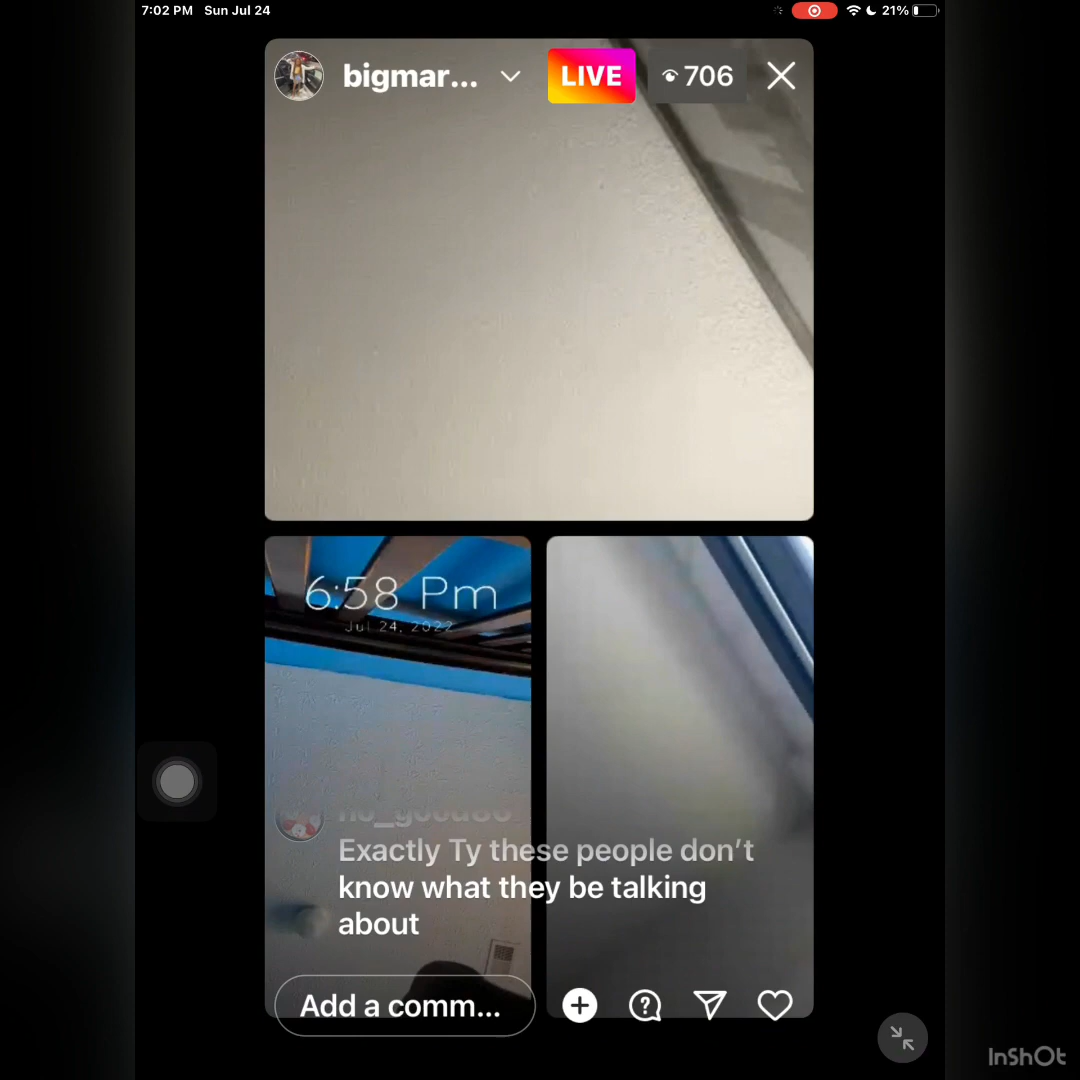 7:02 PM Sun Jul 24
21%
bigmar...
LIVE
706
6:58 Pm
Jul 24, 2022
Exactly Ty these people don't
know what they be talking
about
Add a comm...
InShOt